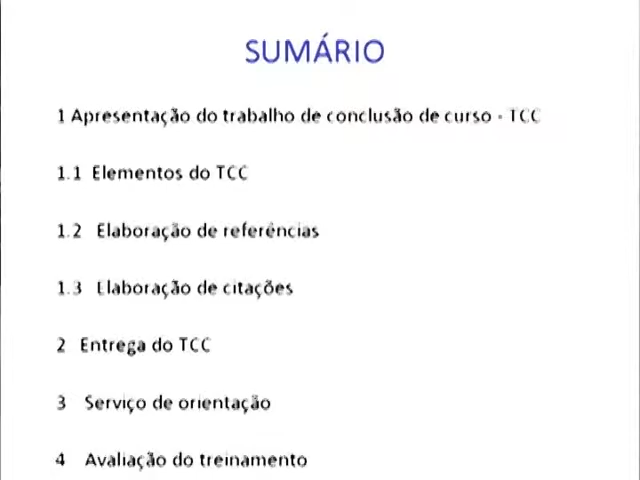 SUMÁRIO
1 Apresentação do trabalho de conclusão de curso - TCC
1.1 Elementos do TCC
1.2 Elaboração de referências
1.3 Elaboração de citações
2 Entrega do TCC
3 Serviço de orientação
4 Avaliação do treinamento